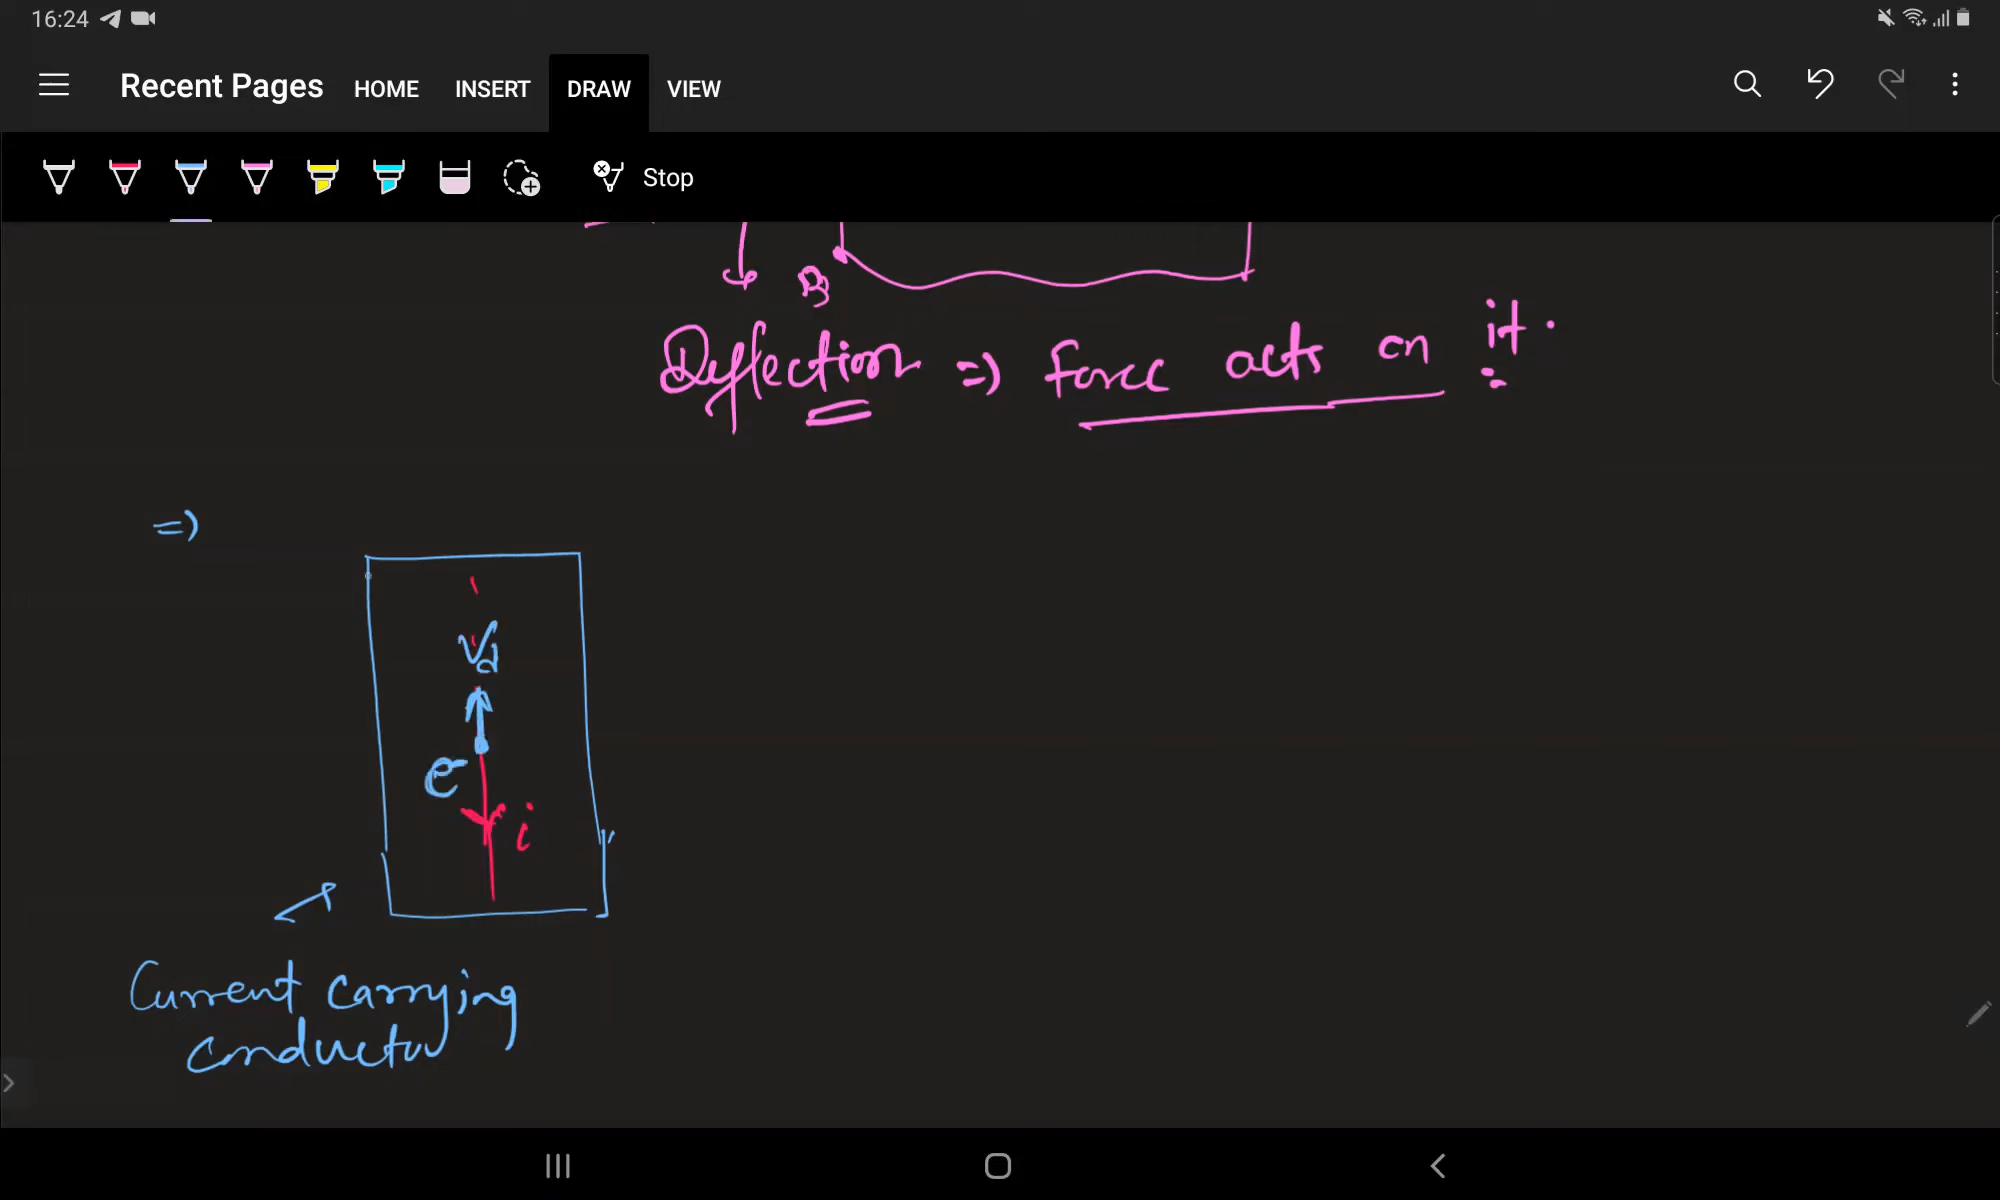 16:24
Recent Pages HOME INSERT DRAW VIEW
Stop
B
Deflection => force acts on it.
=>
Vd
e
i
Current carrying
conductor